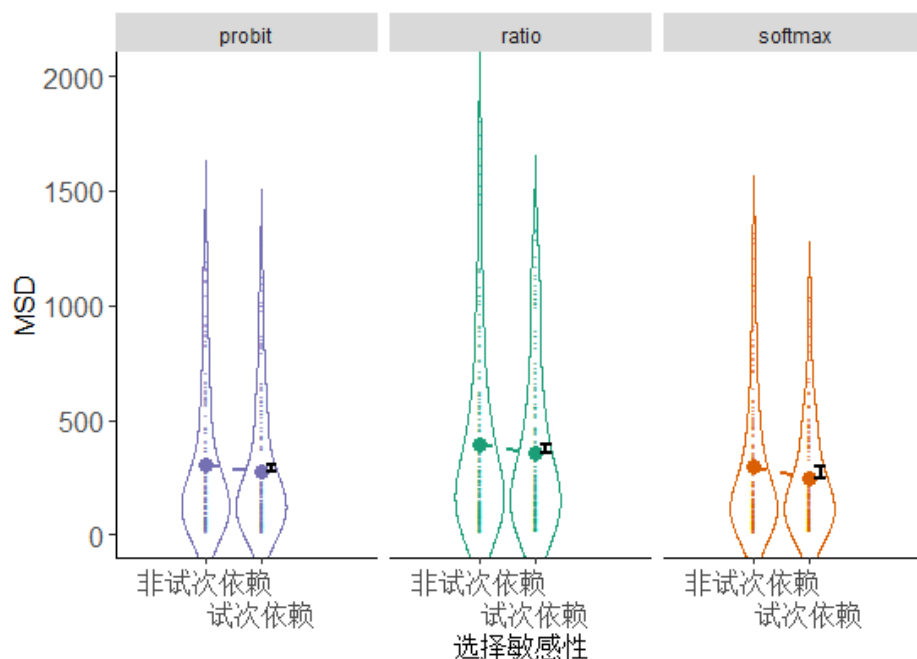 probit
ratio
softmax
MSD
2000
1500
1000
500
0
非试次依赖
试次依赖
非试次依赖
试次依赖
非试次依赖
试次依赖
选择敏感性